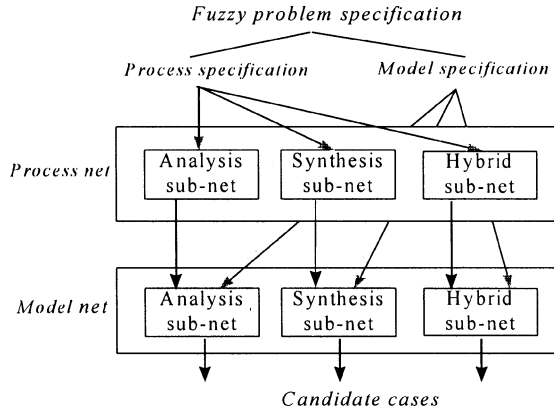 Fuzzy problem specification
Process specification
Model specification
Process net
Analysis
sub-net
Synthesis
sub-net
Hybrid
sub-net
Model net
Analysis
sub-net
Synthesis
sub-net
Hybrid
sub-net
Candidate cases